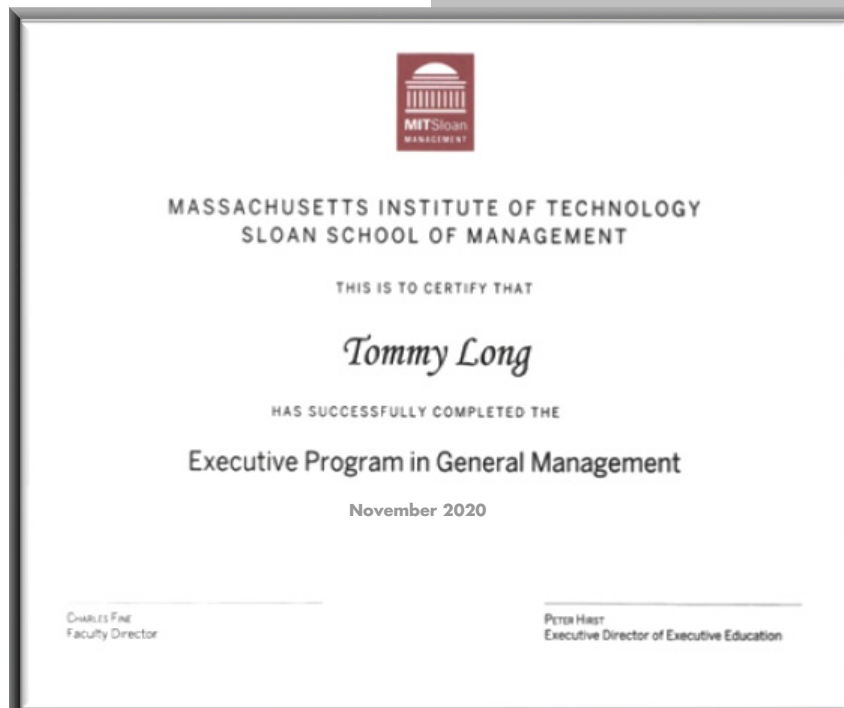 MITSloan
MANAGEMENT
MASSACHUSETTS INSTITUTE OF TECHNOLOGY
SLOAN SCHOOL OF MANAGEMENT
THIS IS TO CERTIFY THAT
Tommy Long
HAS SUCCESSFULLY COMPLETED THE
Executive Program in General Management
November 2020
CHARLES FINE
Faculty Director
PETER HIRST
Executive Director of Executive Education